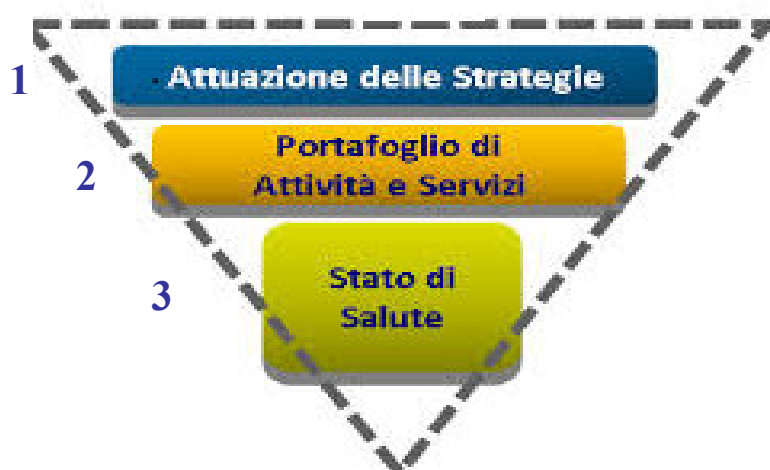 1
Attuazione delle Strategie
2
Portafoglio di
Attività e Servizi
3
Stato di
Salute